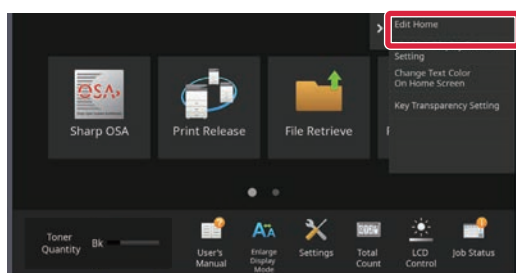 Edit Home
Setting
Change Text Color
On Home Screen
Key Transparency Setting
OSA
Sharp OSA
Print Release
File Retrieve
Toner
Quantity
Bk
User's
Manual
Enlarge
Display
Mode
Settings
Total
Count
LCD
Control
Job Status